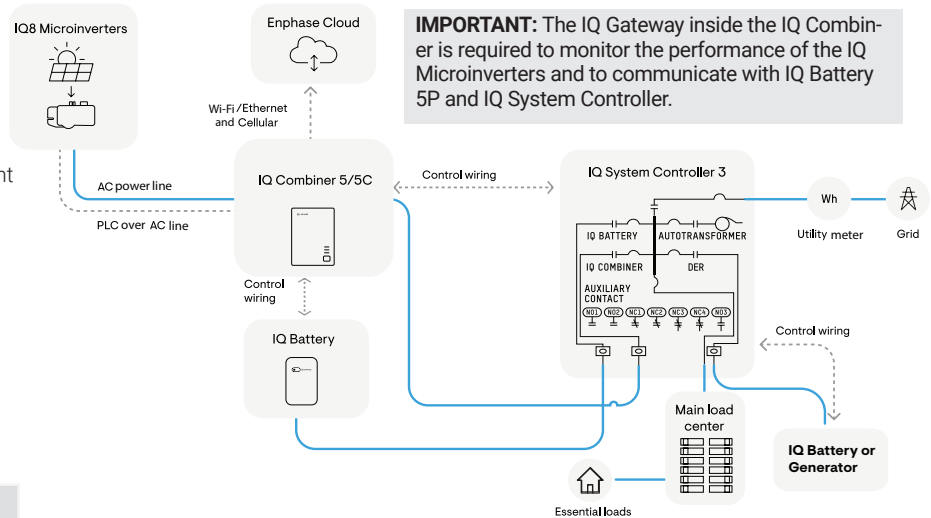 IQ8 Microinverters
Enphase Cloud
IMPORTANT: The IQ Gateway inside the IQ Combin-
er is required to monitor the performance of the IQ
Microinverters and to communicate with IQ Battery
5P and IQ System Controller.
Wi-Fi/Ethernet
and Cellular
nt
AC power line
PLC over AC line
IQ Combiner 5/5C
Control wiring
IQ System Controller 3
Wh
Utility meter
Grid
IQ BATTERY
AUTOTRANSFORMER
IQ COMBINER
DER
AUXILIARY
CONTACT
NO1 NO2 NC1 NC2 NC3 NC4 NO3
Control
wiring
IQ Battery
Control wiring
Main load
center
IQ Battery or
Generator
Essential loads